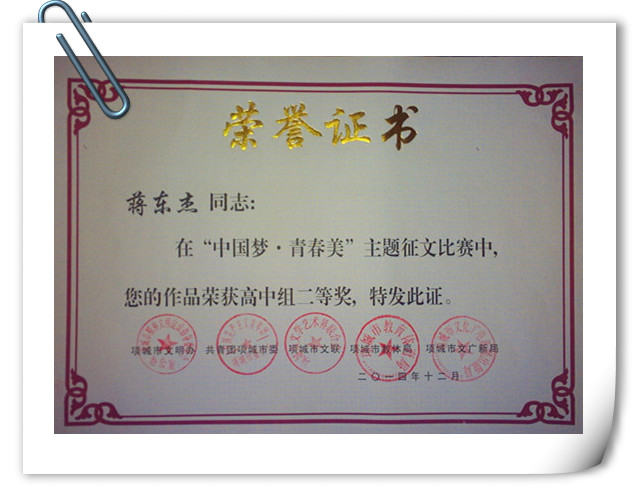 荣誉证书
蒋东杰 同志:
在“中国梦·青春美”主题征文比赛中,
您的作品荣获高中组二等奖,特发此证。
项城市文明办 共青团项城市委 项城市文联 项城市教体局 项城市文广新局
二〇一四年十二月